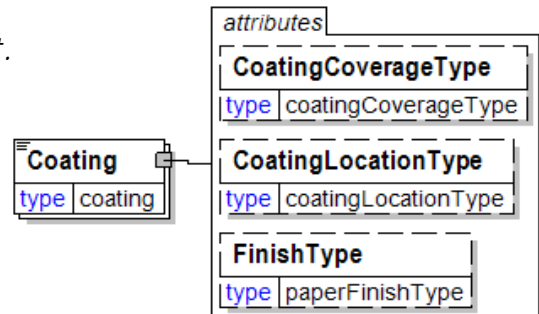 attributes
CoatingCoverageType
type coatingCoverageType
Coating
type coating
CoatingLocationType
type coatingLocationType
FinishType
type paperFinishType